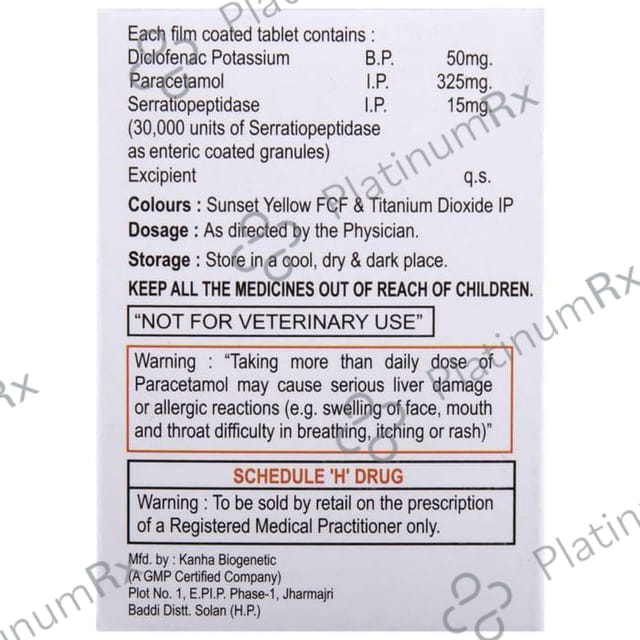 Each film coated tablet contains :
Diclofenac Potassium B.P. 50mg.
Paracetamol I.P. 325mg.
Serratiopeptidase I.P. 15mg.
(30,000 units of Serratiopeptidase
as enteric coated granules)
Excipient q.s.
Colours : Sunset Yellow FCF & Titanium Dioxide IP
Dosage : As directed by the Physician.
Storage : Store in a cool, dry & dark place.
KEEP ALL THE MEDICINES OUT OF REACH OF CHILDREN.
“NOT FOR VETERINARY USE”
Warning : “Taking more than daily dose of
Paracetamol may cause serious liver damage
or allergic reactions (e.g. swelling of face, mouth
and throat difficulty in breathing, itching or rash)”
SCHEDULE 'H' DRUG
Warning : To be sold by retail on the prescription
of a Registered Medical Practitioner only.
Mfd. by : Kanha Biogenetic
(A GMP Certified Company)
Plot No. 1, E.P.I.P. Phase-1, Jharmajri
Baddi Distt. Solan (H.P.)
Platinum
PlatinumRx
PlatinumRx
Rx
PlatinumRx
Platinum